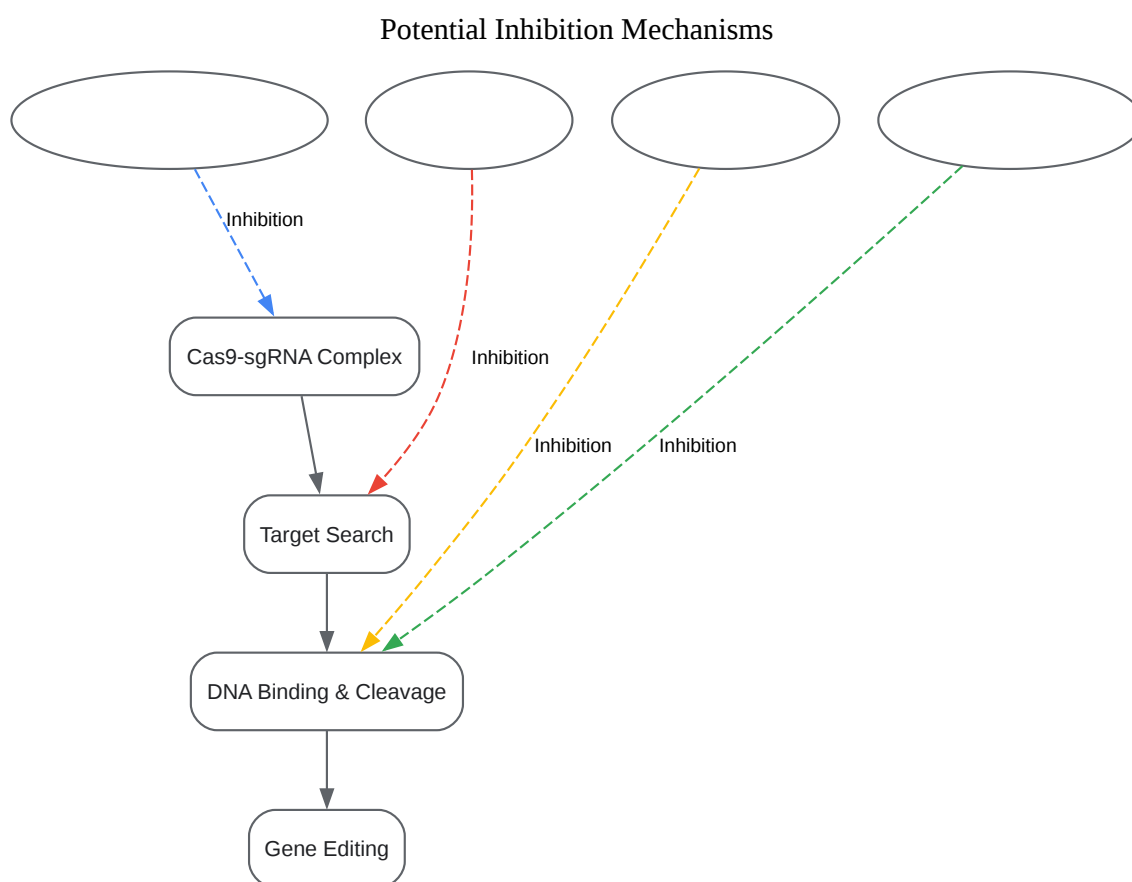 Potential Inhibition Mechanisms
Inhibition
Cas9-sgRNA Complex
Inhibition
Inhibition
Inhibition
Target Search
DNA Binding & Cleavage
Gene Editing